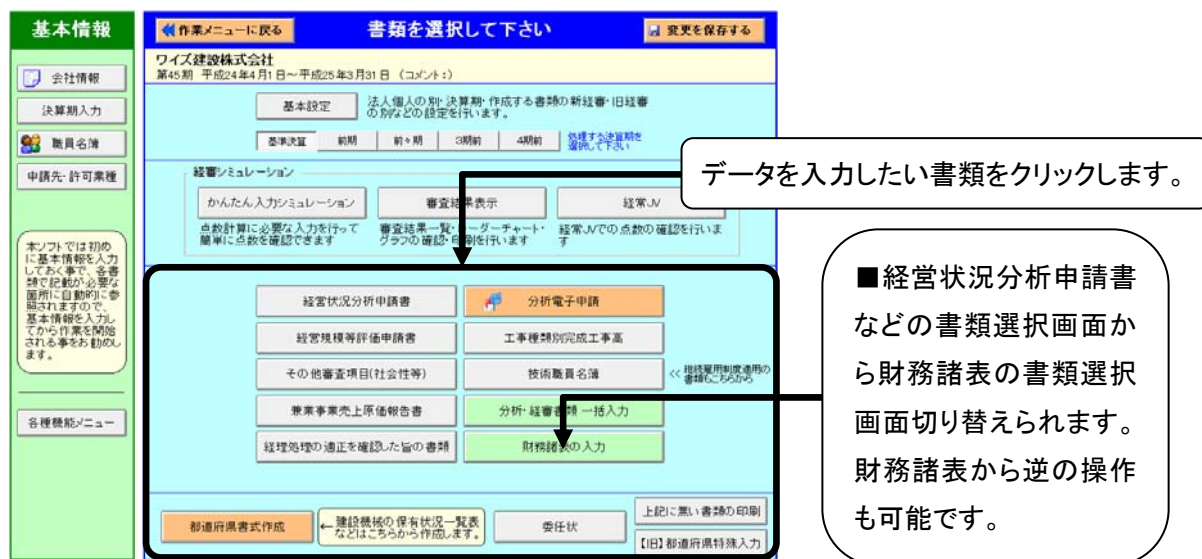 基本情報
会社情報
決算期入力
職員名簿
申請先・許可業種
本ソフトでは初め
に基本情報を入力
しておく事で、各書
類で記載が必要な
箇所に自動的に参
照されますので、
基本情報を入力し
てから作業を開始
される事をお勧めし
ます。
各種機能メニュー
作業メニューに戻る
書類を選択して下さい
変更を保存する
ワイズ建設株式会社
第45期 平成24年4月1日～平成25年3月31日 (コメント:)
基本設定
法人個人の別・決算期・作成する書類の新経審・旧経審
の別などの設定を行います。
基準決算 前期 前々期 3期前 4期前
処理する決算期を
選択して下さい
経審シミュレーション
かんたん入力シミュレーション
審査結果表示
経常JV
点数計算に必要な入力を行って
簡単に点数を確認できます
審査結果一覧・レーダーチャート・
グラフの確認・印刷を行います
経常JVでの点数の確認を行いま
す
経営状況分析申請書
分析電子申請
経営規模等評価申請書
工事種類別完成工事高
その他審査項目(社会性等)
技術職員名簿
<< 継続雇用制度適用の
書類もこちらから
兼業事業売上原価報告書
分析・経審書類 一括入力
経理処理の適正を確認した旨の書類
財務諸表の入力
都道府県書式作成
←建設機械の保有状況一覧表
などはこちらから作成します。
委任状
上記に無い書類の印刷
【旧】都道府県特殊入力
データを入力したい書類をクリックします。
■経営状況分析申請書
などの書類選択画面か
ら財務諸表の書類選択
画面切り替えられます。
財務諸表から逆の操作
も可能です。